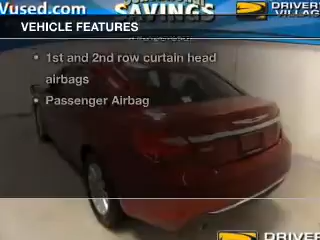 Vused.com
SAVINGS
DRIVER
VILLAGE
VEHICLE FEATURES
1st and 2nd row curtain head
airbags
Passenger Airbag
DRIVER